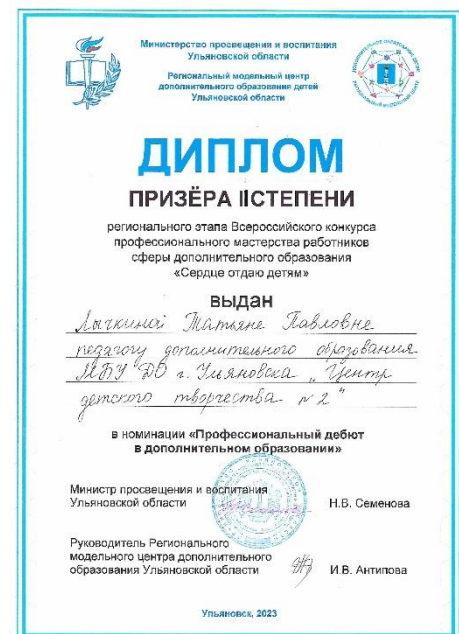 Министерство просвещения и воспитания
Ульяновской области
Региональный модельный центр
дополнительного образования детей
Ульяновской области
ДИПЛОМ
ПРИЗЁРА IIСТЕПЕНИ
регионального этапа Всероссийского конкурса
профессионального мастерства работников
сферы дополнительного образования
«Сердце отдаю детям»
выдан
Лычкиной Татьяне Павловне
педагогу дополнительного образования
МБУ ДО г. Ульяновска „Центр
детского творчества №2"
в номинации «Профессиональный дебют
в дополнительном образовании»
Министр просвещения и воспитания
Ульяновской области
Н.В. Семенова
Руководитель Регионального
модельного центра дополнительного
образования Ульяновской области
И.В. Антипова
Ульяновск, 2023